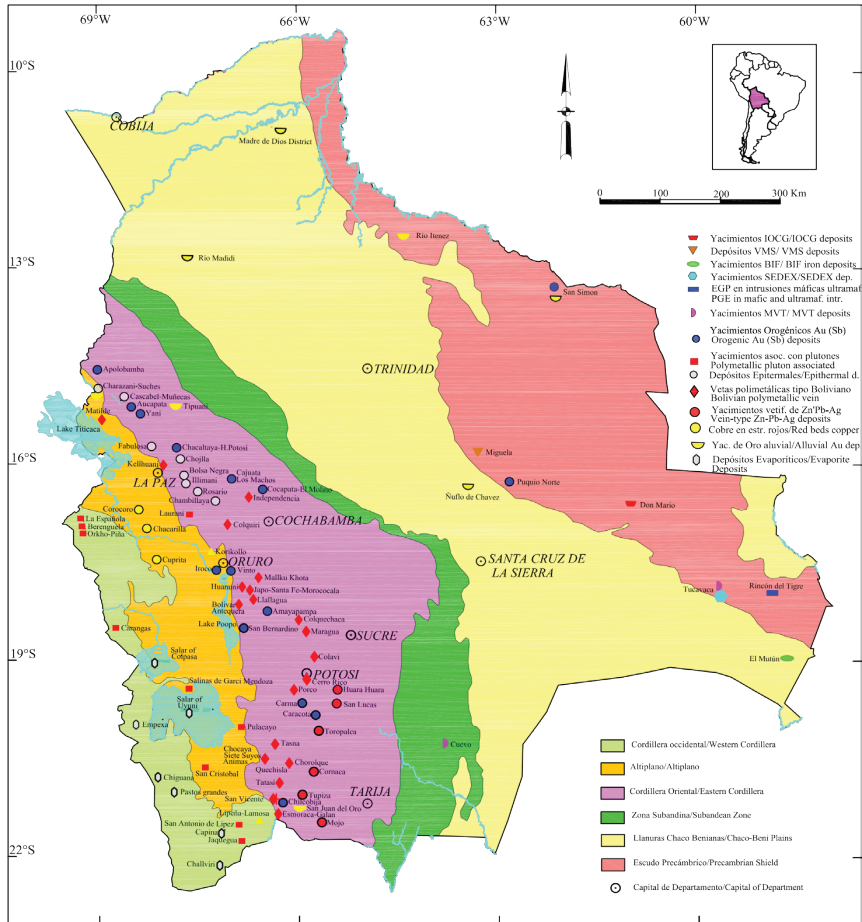 69°W
66°W
63°W
60°W
10°S
13°S
16°S
19°S
22°S
0 100 200 300 Km
COBIJA
Madre de Dios District
Río Itenez
Río Madidi
San Simon
TRINIDAD
Apolobamba
Charazani-Suches
Cascabel-Muñecas
Aucapata
Yani
Tipuani
Matilde
Lake Titicaca
Fabulosa
Chacaltaya-H.Potosi
Kellhuani
Chojlla
LA PAZ
Bolsa Negra
Illimani
Rosario
Chambillaya
Cajuata
Los Machos
Cocapata-El Molino
Independencia
Miguela
Puquio Norte
Ñuflo de Chavez
Don Mario
Corocoro
Laurani
La Española
Berenguela
Orkho-Piña
Chacarilla
Colquiri
COCHABAMBA
Korikollo
Cuprita
ORURO
Iroco
Vinto
SANTA CRUZ DE
LA SIERRA
Mallku Khota
Huanuni
Japo-Santa Fe-Morococala
Llallagua
Bolivar
Antequera
Amayapampa
Tucavaca
Rincón del Tigre
Carangas
Lake Poopo
San Bernardino
Colquechaca
Maragua
SUCRE
Salar of
Coipasa
Colavi
El Mutún
POTOSI
Salinas de Garci Mendoza
Cerro Rico
Porco
Huara Huara
Salar of
Uyuni
Carma
San Lucas
Caracota
Empexa
Pulacayo
Toropalca
Tasna
Cuevo
Chocaya
Siete Suyos
Animas
Chorolque
San Cristobal
Quechisla
Cornaca
Chiguana
Tatasi
Pastos grandes
San Vicente
Tupiza
TARIJA
Chilcobija
San Juan del Oro
Lipeña-Lamosa
Esmoraca-Galan
Mojo
San Antonio de Lípez
Capina
Jaquegua
Challviri
Yacimientos IOCG/IOCG deposits
Depósitos VMS/ VMS deposits
Yacimientos BIF/ BIF iron deposits
Yacimientos SEDEX/SEDEX dep.
EGP en intrusiones máficas ultramaf
PGE in mafic and ultramaf. intr.
Yacimientos MVT/ MVT deposits
Yacimientos Orogénicos Au (Sb)
Orogenic Au (Sb) deposits
Yacimientos asoc. con plutones
Polymetallic pluton associated
Depósitos Epitermales/Epithermal d.
Vetas polimetálicas tipo Boliviano
Bolivian polymetallic vein
Yacimientos vetif. de Zn'Pb-Ag
Vein-type Zn-Pb-Ag deposits
Cobre en estr. rojos/Red beds copper
Yac. de Oro aluvial/Alluvial Au dep.
Depósitos Evaporíticos/Evaporite
Deposits
Cordillera occidental/Western Cordillera
Altiplano/Altiplano
Cordillera Oriental/Eastern Cordillera
Zona Subandina/Subandean Zone
Llanuras Chaco Benianas/Chaco-Beni Plains
Escudo Precámbrico/Precambrian Shield
Capital de Departamento/Capital of Department